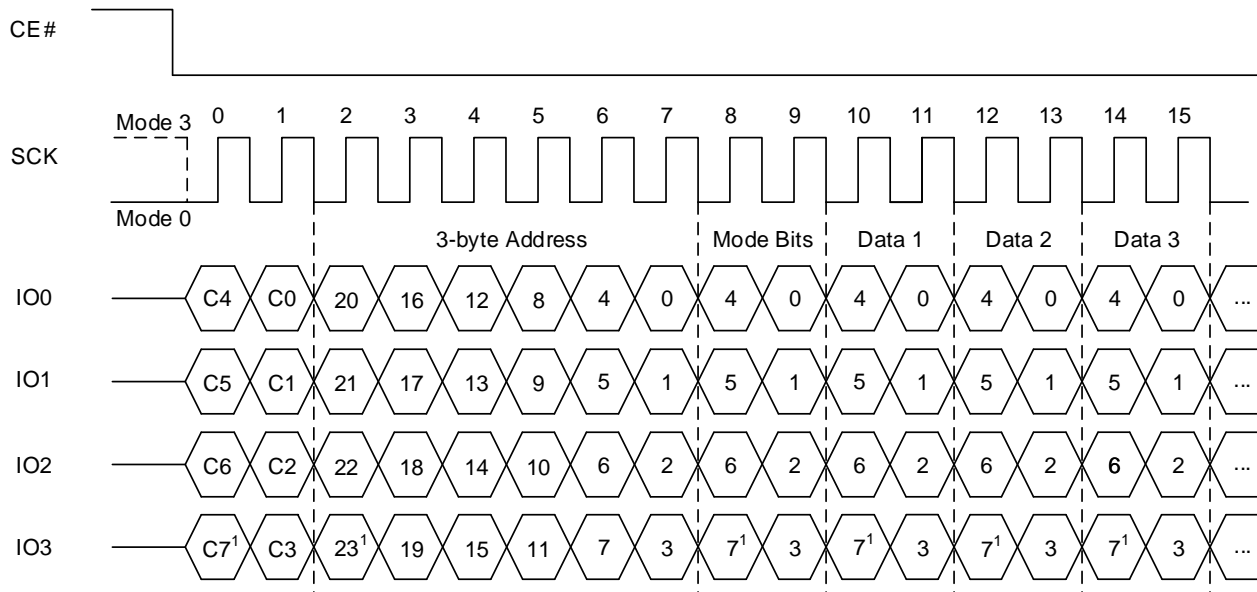 CE#
Mode 3 0 1 2 3 4 5 6 7 8 9 10 11 12 13 14 15
SCK
Mode 0
3-byte Address Mode Bits Data 1 Data 2 Data 3
IO0 C4 C0 20 16 12 8 4 0 4 0 4 0 4 0 4 0 ...
IO1 C5 C1 21 17 13 9 5 1 5 1 5 1 5 1 5 1 ...
IO2 C6 C2 22 18 14 10 6 2 6 2 6 2 6 2 6 2 ...
IO3 C7¹ C3 23¹ 19 15 11 7 3 7¹ 3 7¹ 3 7¹ 3 7¹ 3 ...